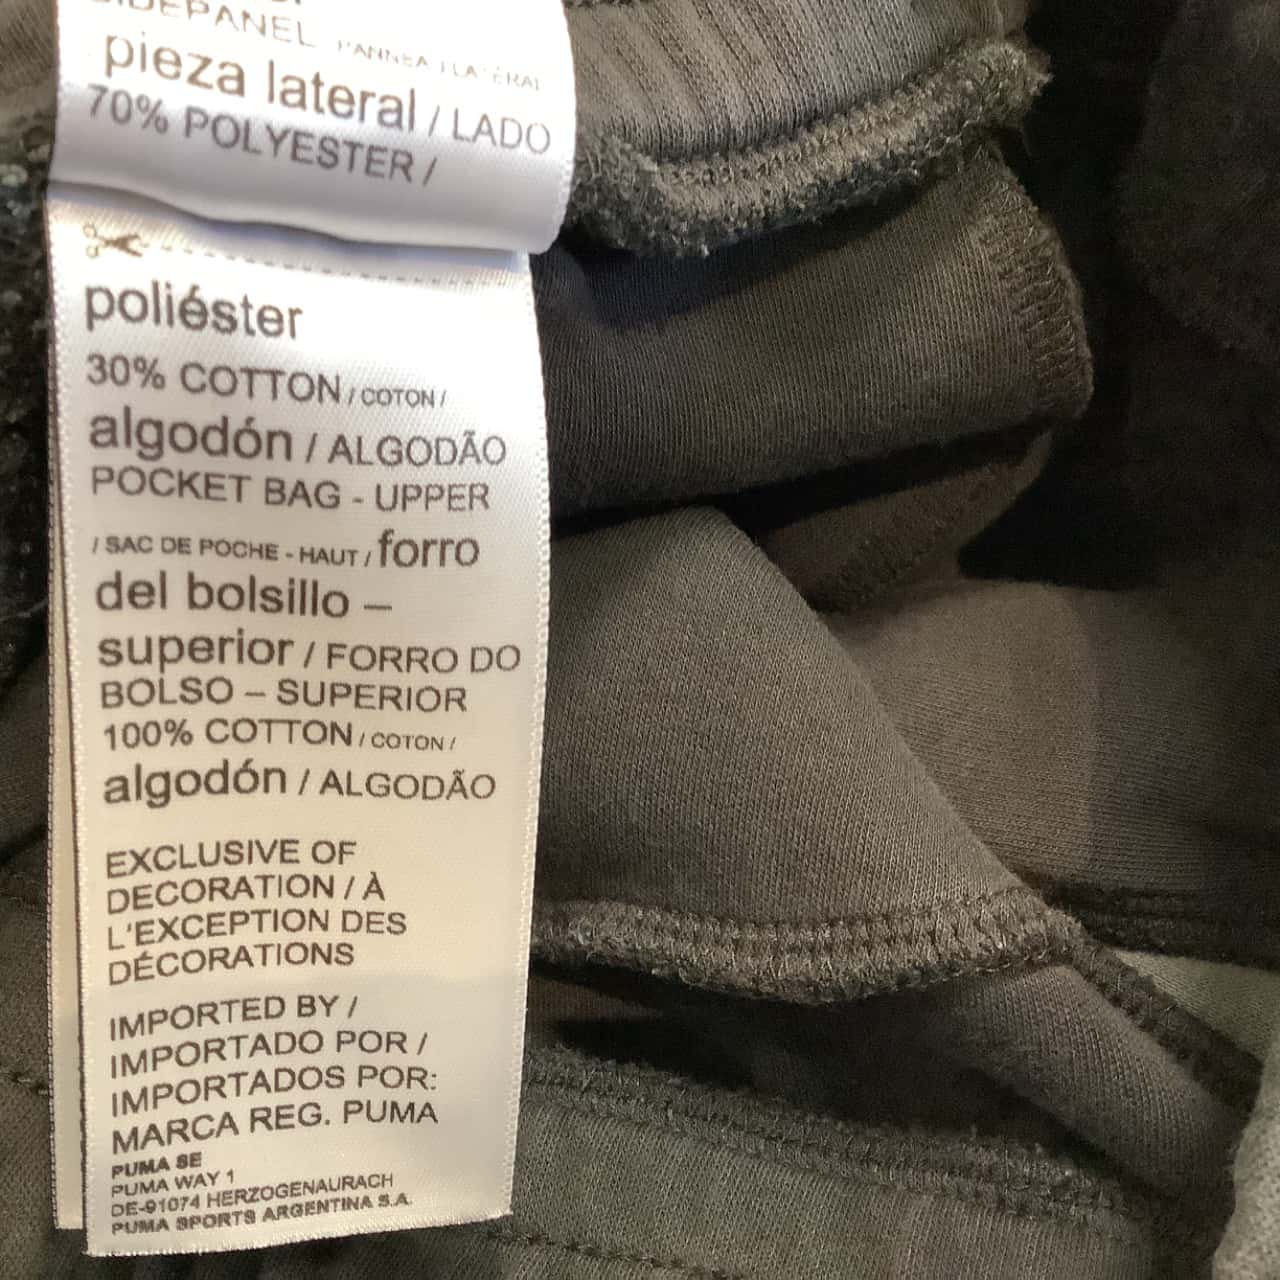 SIDEPANEL / PANNEAU LATÉRAL
pieza lateral / LADO
70% POLYESTER /
poliéster
30% COTTON / COTON /
algodón / ALGODÃO
POCKET BAG - UPPER
/ SAC DE POCHE - HAUT / forro
del bolsillo –
superior / FORRO DO
BOLSO – SUPERIOR
100% COTTON / COTON /
algodón / ALGODÃO
EXCLUSIVE OF
DECORATION / À
L'EXCEPTION DES
DÉCORATIONS
IMPORTED BY /
IMPORTADO POR /
IMPORTADOS POR:
MARCA REG. PUMA
PUMA SE
PUMA WAY 1
DE-91074 HERZOGENAURACH
PUMA SPORTS ARGENTINA S.A.